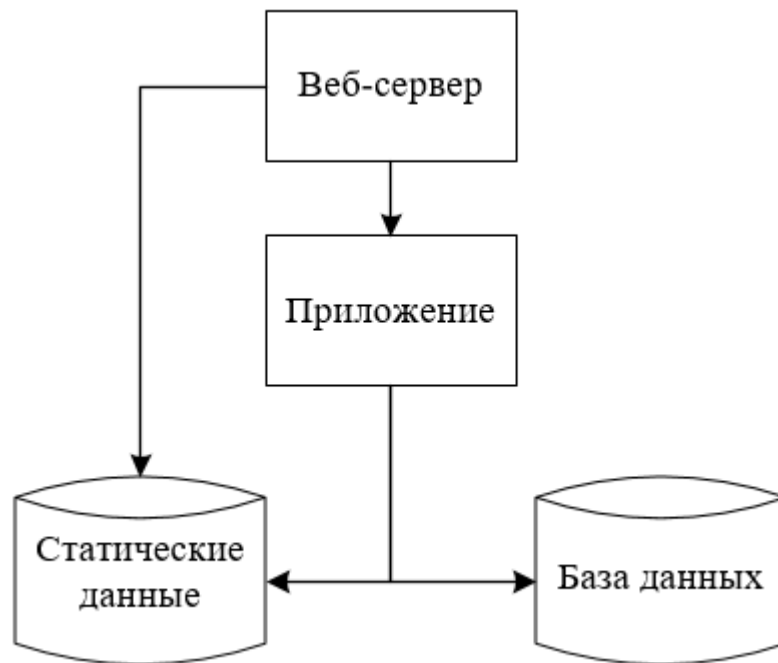 Веб-сервер
Приложение
Статические
данные
База данных